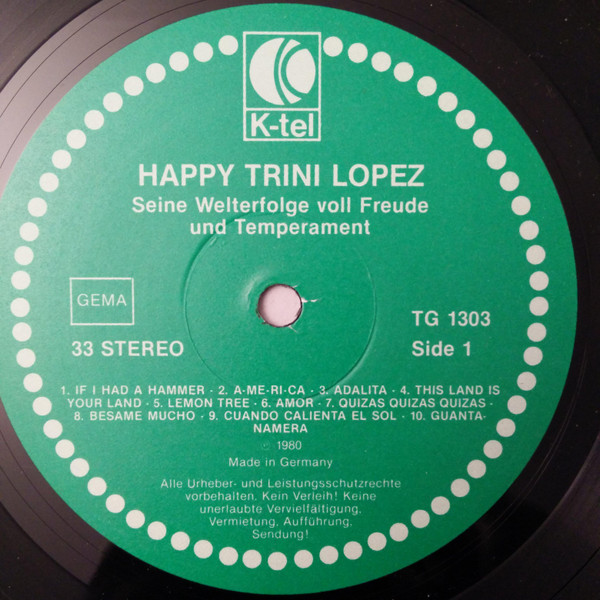 K-tel
HAPPY TRINI LOPEZ
Seine Welterfolge voll Freude
und Temperament
GEMA
TG 1303
33 STEREO
Side 1
1. IF I HAD A HAMMER · 2. A-ME-RI-CA · 3. ADALITA · 4. THIS LAND IS
YOUR LAND · 5. LEMON TREE · 6. AMOR · 7. QUIZAS QUIZAS QUIZAS ·
8. BESAME MUCHO · 9. CUANDO CALIENTA EL SOL · 10. GUANTA-
NAMERA
℗ 1980
Made in Germany
Alle Urheber- und Leistungsschutzrechte
vorbehalten. Kein Verleih! Keine
unerlaubte Vervielfältigung,
Vermietung, Aufführung,
Sendung!